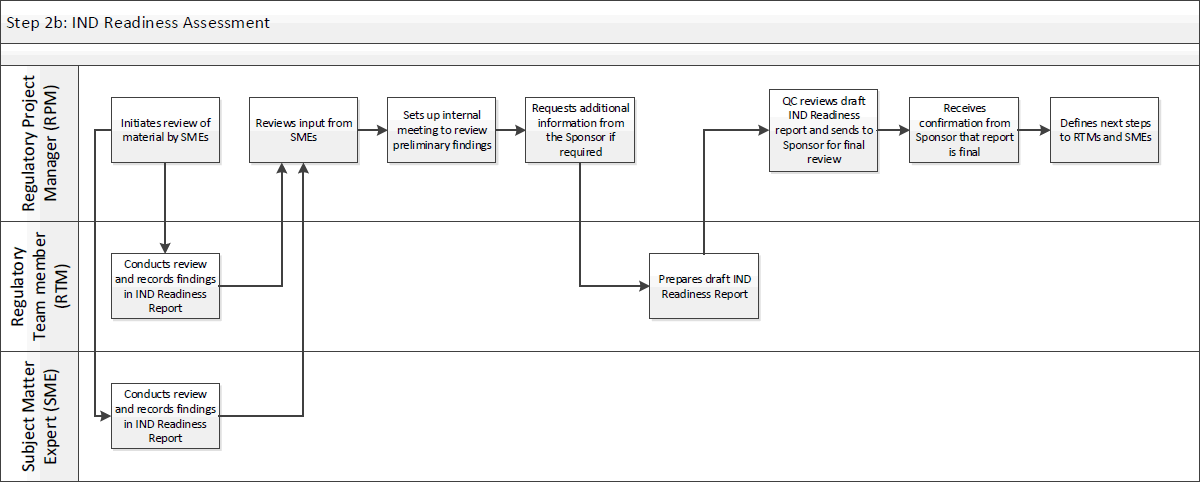 Step 2b: IND Readiness Assessment
Regulatory Project
Manager (RPM)
Initiates review of
material by SMEs
Reviews input from
SMEs
Sets up internal
meeting to review
preliminary findings
Requests additional
information from
the Sponsor if
required
QC reviews draft
IND Readiness
report and sends to
Sponsor for final
review
Receives
confirmation from
Sponsor that report
is final
Defines next steps
to RTMs and SMEs
Regulatory
Team member
(RTM)
Conducts review
and records findings
in IND Readiness
Report
Prepares draft IND
Readiness Report
Subject Matter
Expert (SME)
Conducts review
and records findings
in IND Readiness
Report